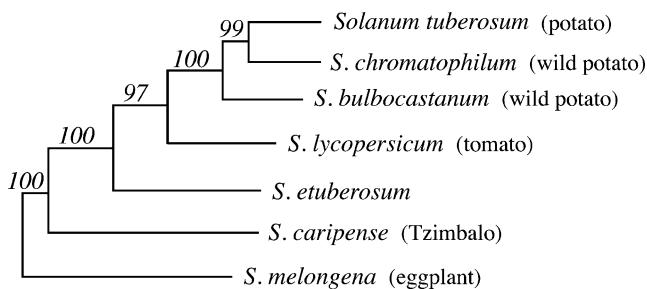 99
Solanum tuberosum (potato)
100
S. chromatophilum (wild potato)
97
S. bulbocastanum (wild potato)
100
S. lycopersicum (tomato)
100
S. etuberosum
S. caripense (Tzimbalo)
S. melongena (eggplant)